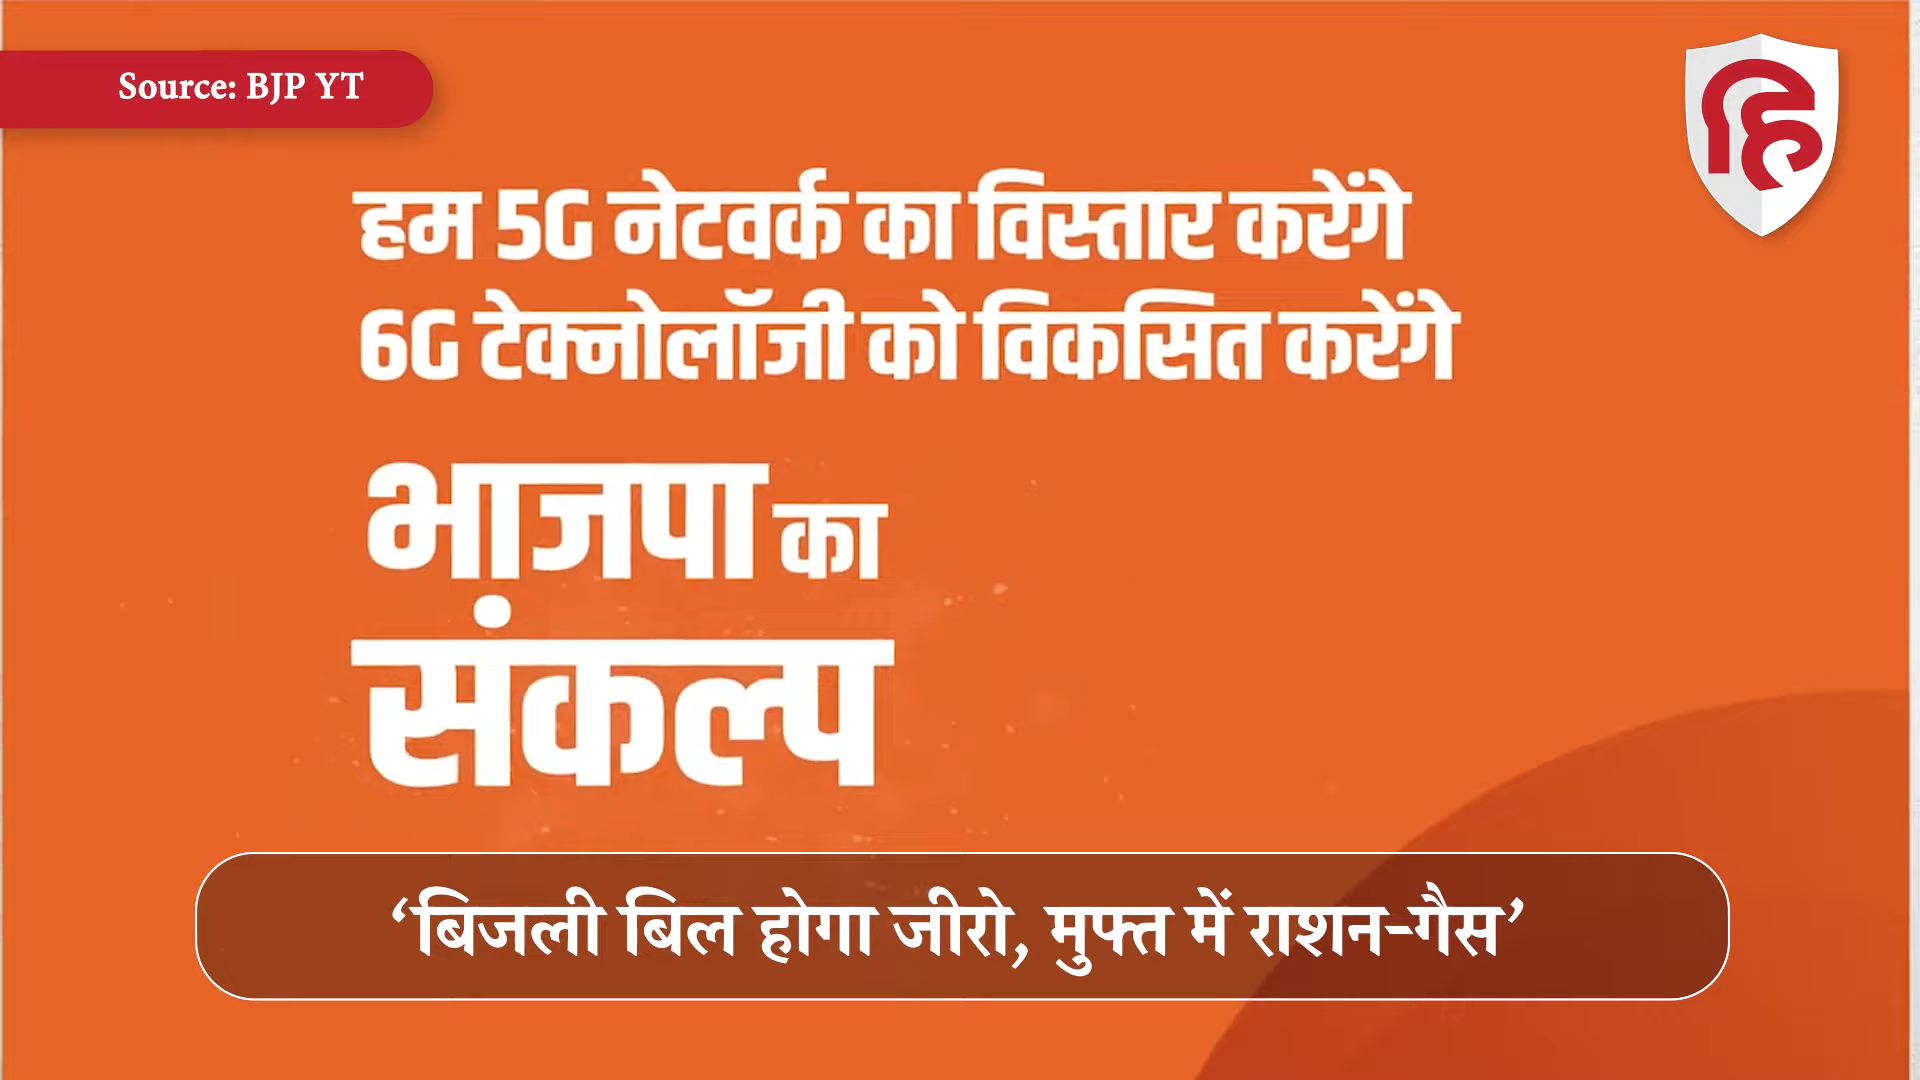 Source: BJP YT
हि
हम 5G नेटवर्क का विस्तार करेंगे
6G टेक्नोलॉजी को विकसित करेंगे
भाजपा का
संकल्प
‘बिजली बिल होगा जीरो, मुफ्त में राशन-गैस’